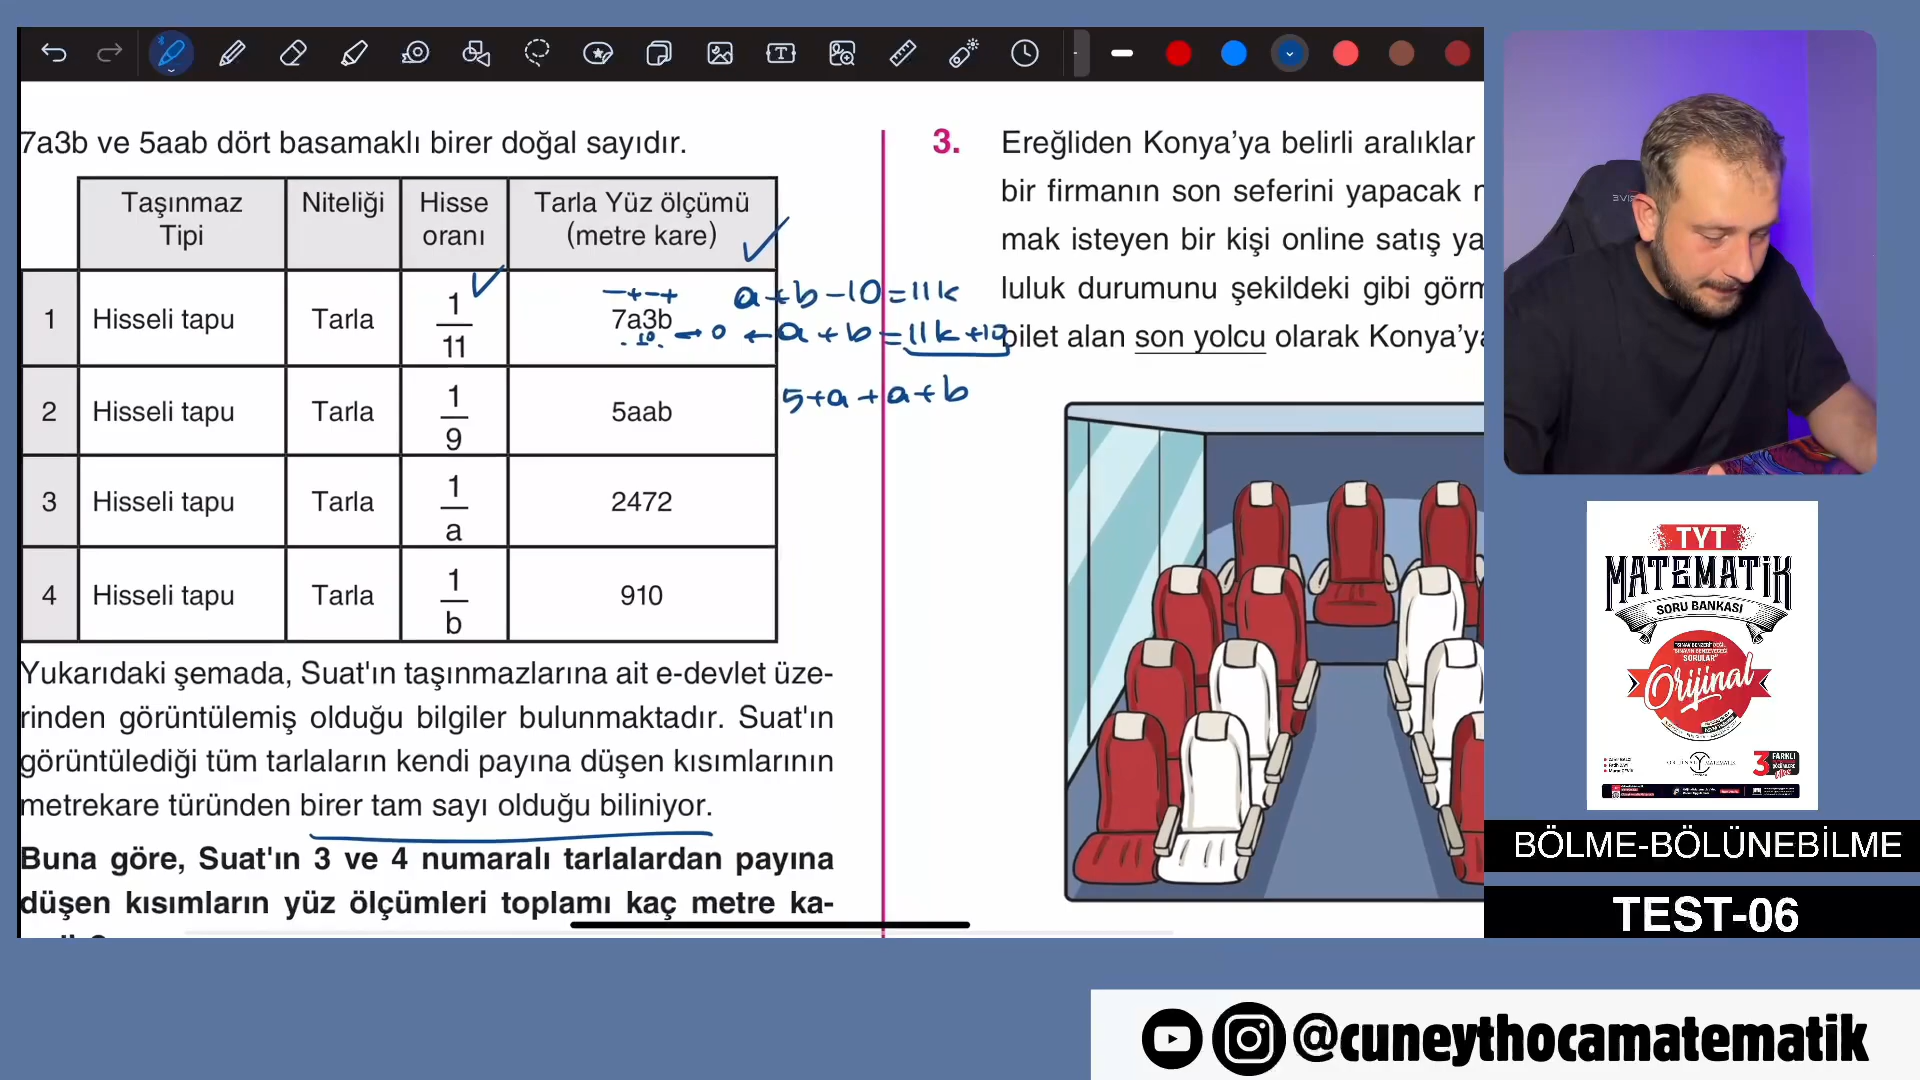 7a3b ve 5aab dört basamaklı birer doğal sayıdır.
Taşınmaz Tipi
Niteliği
Hisse oranı
Tarla Yüz ölçümü (metre kare)
1 Hisseli tapu Tarla 1/11 7a3b
2 Hisseli tapu Tarla 1/9 5aab
3 Hisseli tapu Tarla 1/a 2472
4 Hisseli tapu Tarla 1/b 910
- + - +
a+b-10=11k
10 → 0 ← a+b=11k+10
5+a+a+b
Yukarıdaki şemada, Suat'ın taşınmazlarına ait e-devlet üze-
rinden görüntülemiş olduğu bilgiler bulunmaktadır. Suat'ın
görüntülediği tüm tarlaların kendi payına düşen kısımlarının
metrekare türünden birer tam sayı olduğu biliniyor.
Buna göre, Suat'ın 3 ve 4 numaralı tarlalardan payına
düşen kısımların yüz ölçümleri toplamı kaç metre ka-
3.
Ereğliden Konya'ya belirli aralıklar
bir firmanın son seferini yapacak
mak isteyen bir kişi online satış ya
luluk durumunu şekildeki gibi görm
bilet alan son yolcu olarak Konya'ya
TYT
MATEMATİK
SORU BANKASI
Orijinal
3 FARKLI
BÖLME-BÖLÜNEBİLME
TEST-06
@cuneythocamatematik